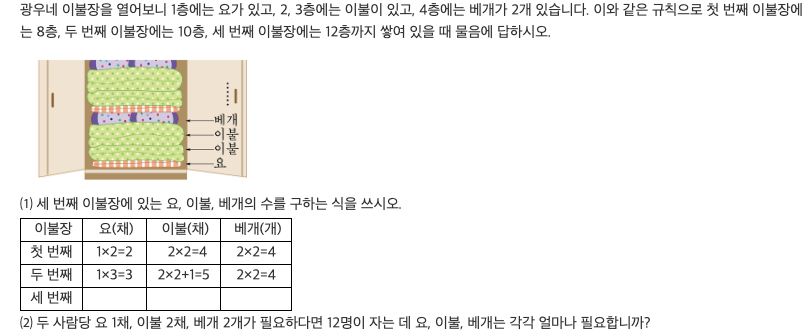 광우네 이불장을 열어보니 1층에는 요가 있고, 2, 3층에는 이불이 있고, 4층에는 베개가 2개 있습니다. 이와 같은 규칙으로 첫 번째 이불장에
는 8층, 두 번째 이불장에는 10층, 세 번째 이불장에는 12층까지 쌓여 있을 때 물음에 답하시오.
베개
이불
이불
요
(1) 세 번째 이불장에 있는 요, 이불, 베개의 수를 구하는 식을 쓰시오.
이불장 요(채) 이불(채) 베개(개)
첫 번째 1×2=2 2×2=4 2×2=4
두 번째 1×3=3 2×2+1=5 2×2=4
세 번째
(2) 두 사람당 요 1채, 이불 2채, 베개 2개가 필요하다면 12명이 자는 데 요, 이불, 베개는 각각 얼마나 필요합니까?